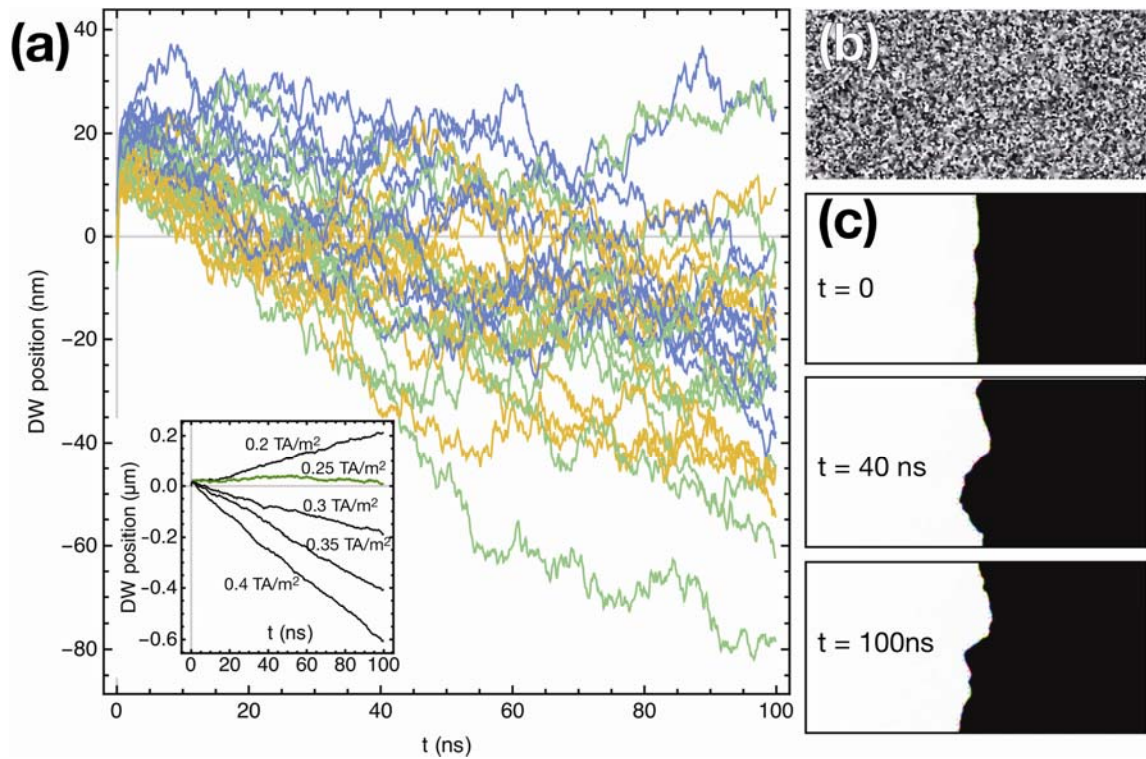 (a)
40
20
0
−20
−40
−60
−80
DW position (nm)
0
20
40
60
80
100
t (ns)
0.2
0.0
−0.2
−0.4
−0.6
DW position (μm)
0.2 TA/m²
0.25 TA/m²
0.3 TA/m²
0.35 TA/m²
0.4 TA/m²
t (ns)
0 20 40 60 80 100
(b)
(c)
t = 0
t = 40 ns
t = 100ns